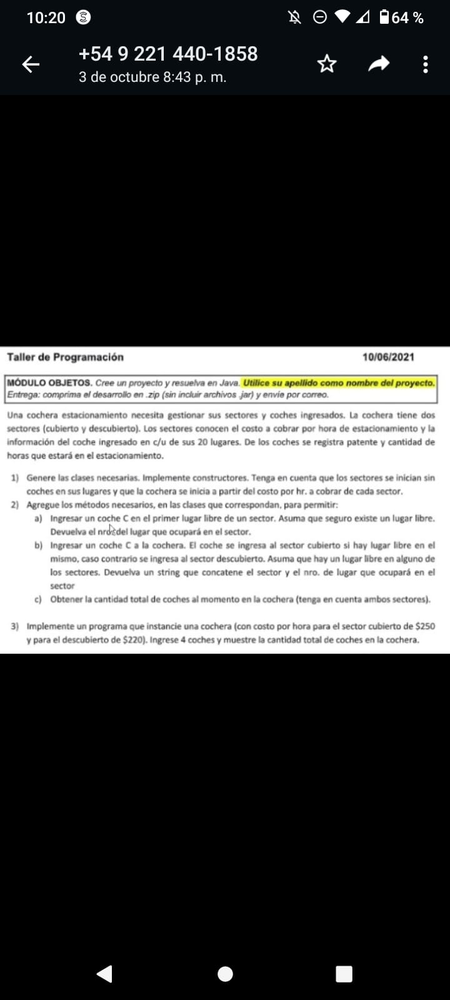 10:20
64 %
+54 9 221 440-1858
3 de octubre 8:43 p. m.
Taller de Programación 10/06/2021
MÓDULO OBJETOS. Cree un proyecto y resuelva en Java. Utilice su apellido como nombre del proyecto.
Entrega: comprima el desarrollo en .zip (sin incluir archivos .jar) y envíe por correo.
Una cochera estacionamiento necesita gestionar sus sectores y coches ingresados. La cochera tiene dos
sectores (cubierto y descubierto). Los sectores conocen el costo a cobrar por hora de estacionamiento y la
información del coche ingresado en c/u de sus 20 lugares. De los coches se registra patente y cantidad de
horas que estará en el estacionamiento.
1) Genere las clases necesarias. Implemente constructores. Tenga en cuenta que los sectores se inician sin
coches en sus lugares y que la cochera se inicia a partir del costo por hr. a cobrar de cada sector.
2) Agregue los métodos necesarios, en las clases que correspondan, para permitir:
a) Ingresar un coche C en el primer lugar libre de un sector. Asuma que seguro existe un lugar libre.
Devuelva el nro. del lugar que ocupará en el sector.
b) Ingresar un coche C a la cochera. El coche se ingresa al sector cubierto si hay lugar libre en el
mismo, caso contrario se ingresa al sector descubierto. Asuma que hay un lugar libre en alguno de
los sectores. Devuelva un string que concatene el sector y el nro. de lugar que ocupará en el
sector
c) Obtener la cantidad total de coches al momento en la cochera (tenga en cuenta ambos sectores).
3) Implemente un programa que instancie una cochera (con costo por hora para el sector cubierto de $250
y para el descubierto de $220). Ingrese 4 coches y muestre la cantidad total de coches en la cochera.